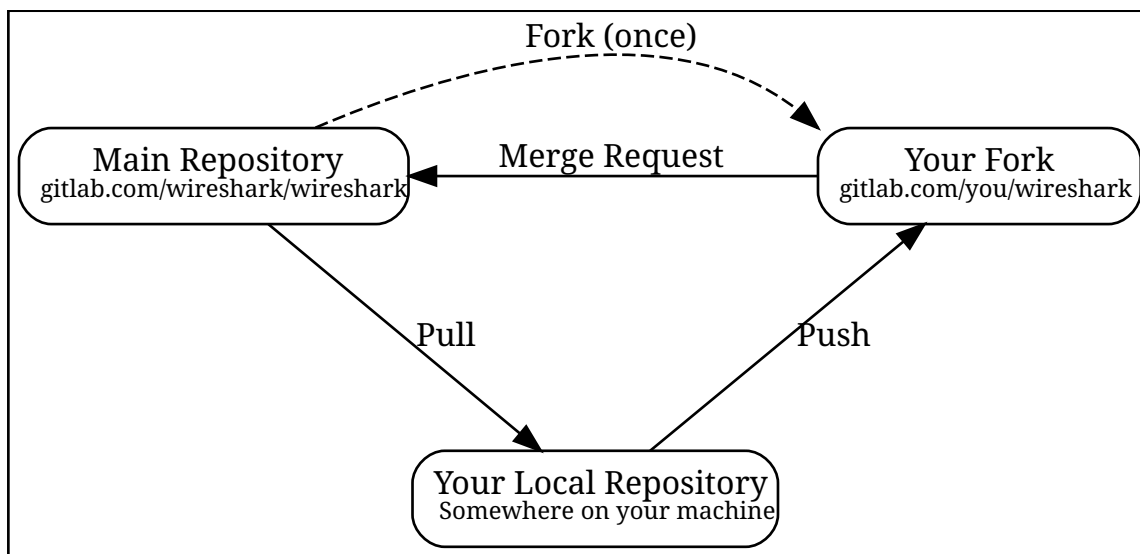 Fork (once)
Main Repository
gitlab.com/wireshark/wireshark
Merge Request
Your Fork
gitlab.com/you/wireshark
Pull
Push
Your Local Repository
Somewhere on your machine